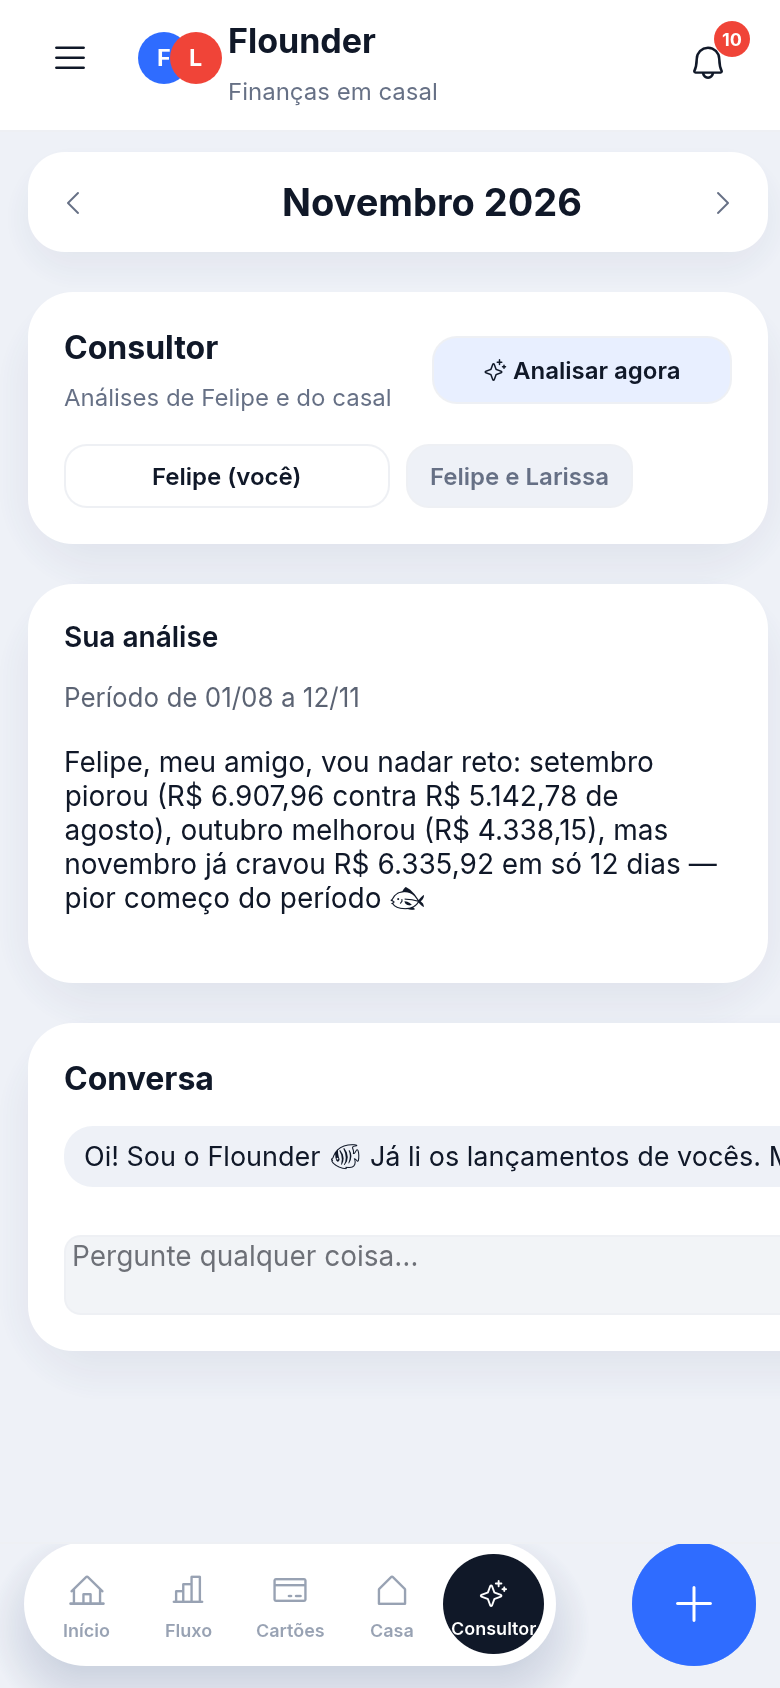 F L Flounder
Finanças em casal
10
Novembro 2026
Consultor
Análises de Felipe e do casal
Analisar agora
Felipe (você)
Felipe e Larissa
Sua análise
Período de 01/08 a 12/11
Felipe, meu amigo, vou nadar reto: setembro
piorou (R$ 6.907,96 contra R$ 5.142,78 de
agosto), outubro melhorou (R$ 4.338,15), mas
novembro já cravou R$ 6.335,92 em só 12 dias —
pior começo do período 🐟
Conversa
Oi! Sou o Flounder 🐠 Já li os lançamentos de vocês.
Pergunte qualquer coisa...
Início
Fluxo
Cartões
Casa
Consultor